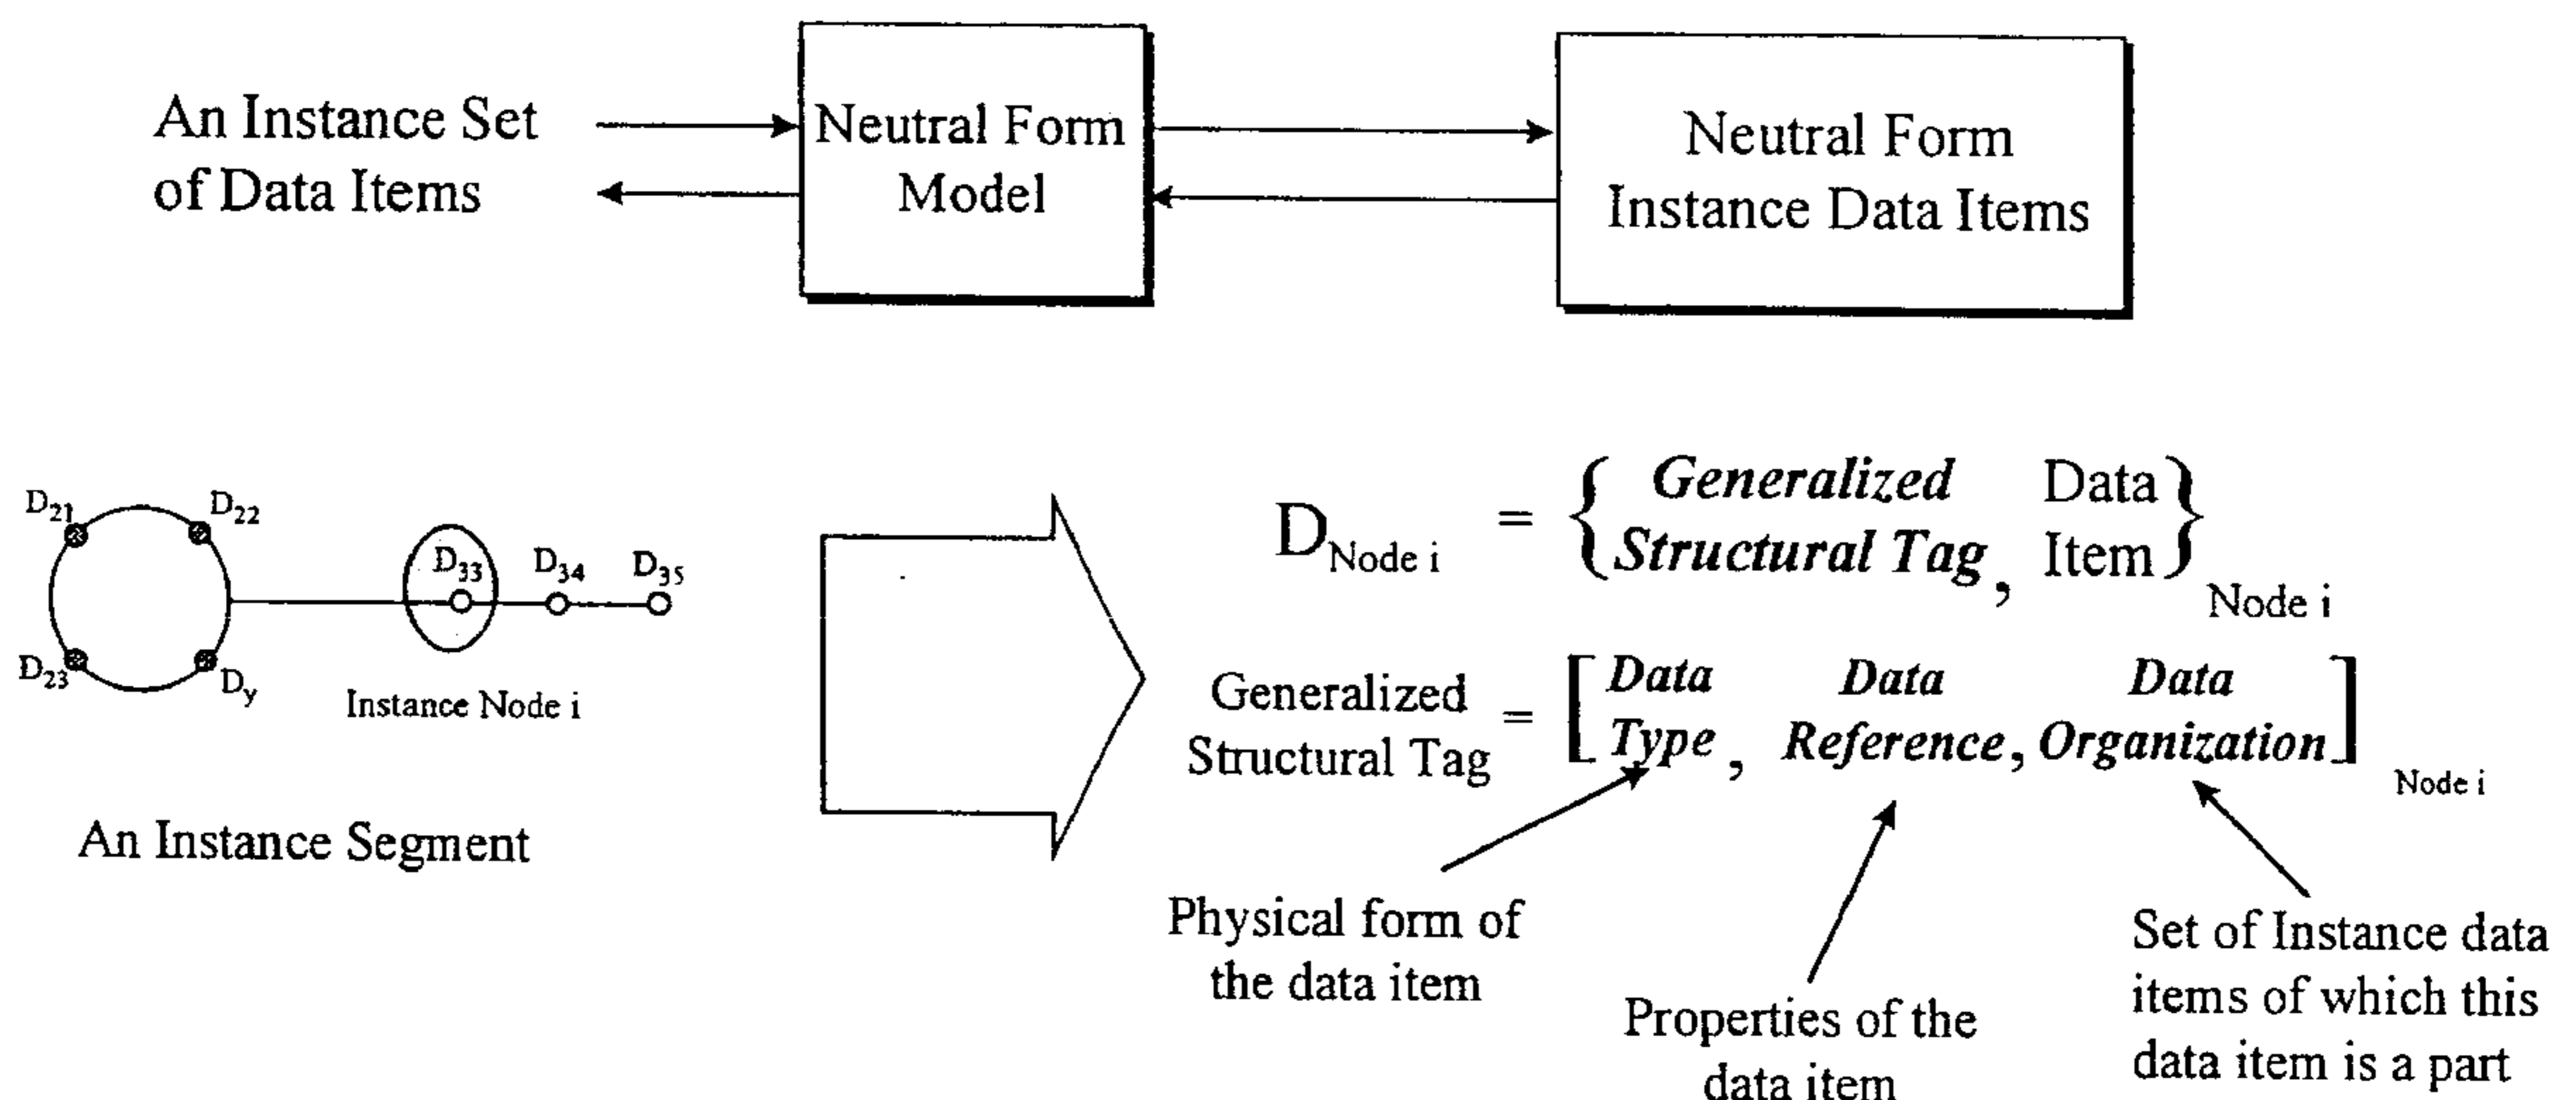 An Instance Set
of Data Items
Neutral Form
Model
Neutral Form
Instance Data Items
D21
D22
D33
D34
D35
D23
Dy
Instance Node i
An Instance Segment
D Node i = { Generalized Data
Structural Tag, Item } Node i
Generalized
Structural Tag = [ Data Data Data
Type, Reference, Organization ] Node i
Physical form of
the data item
Properties of the
data item
Set of Instance data
items of which this
data item is a part